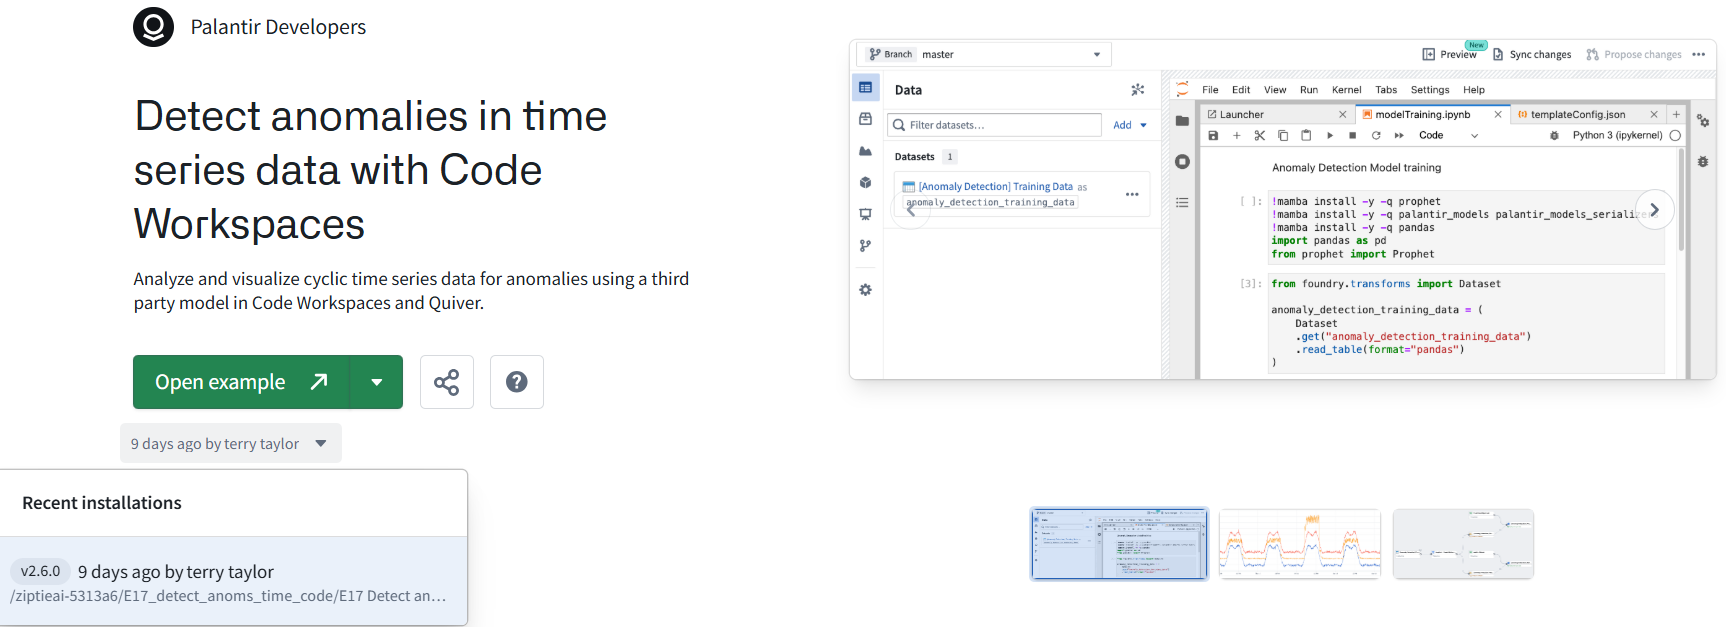 Palantir Developers
Detect anomalies in time
series data with Code
Workspaces
Analyze and visualize cyclic time series data for anomalies using a third
party model in Code Workspaces and Quiver.
Open example
9 days ago by terry taylor
Recent installations
v2.6.0 9 days ago by terry taylor
/ziptieai-5313a6/E17_detect_anoms_time_code/E17 Detect an...
Branch master
New
Preview Sync changes Propose changes
Data
Filter datasets... Add
Datasets 1
[Anomaly Detection] Training Data as
anomaly_detection_training_data
File Edit View Run Kernel Tabs Settings Help
Launcher modelTraining.ipynb templateConfig.json
Code Python 3 (ipykernel)
Anomaly Detection Model training
[ ]: !mamba install -y -q prophet
!mamba install -y -q palantir_models palantir_models_serializers
!mamba install -y -q pandas
import pandas as pd
from prophet import Prophet
[3]: from foundry.transforms import Dataset
anomaly_detection_training_data = (
Dataset
.get("anomaly_detection_training_data")
.read_table(format="pandas")
)